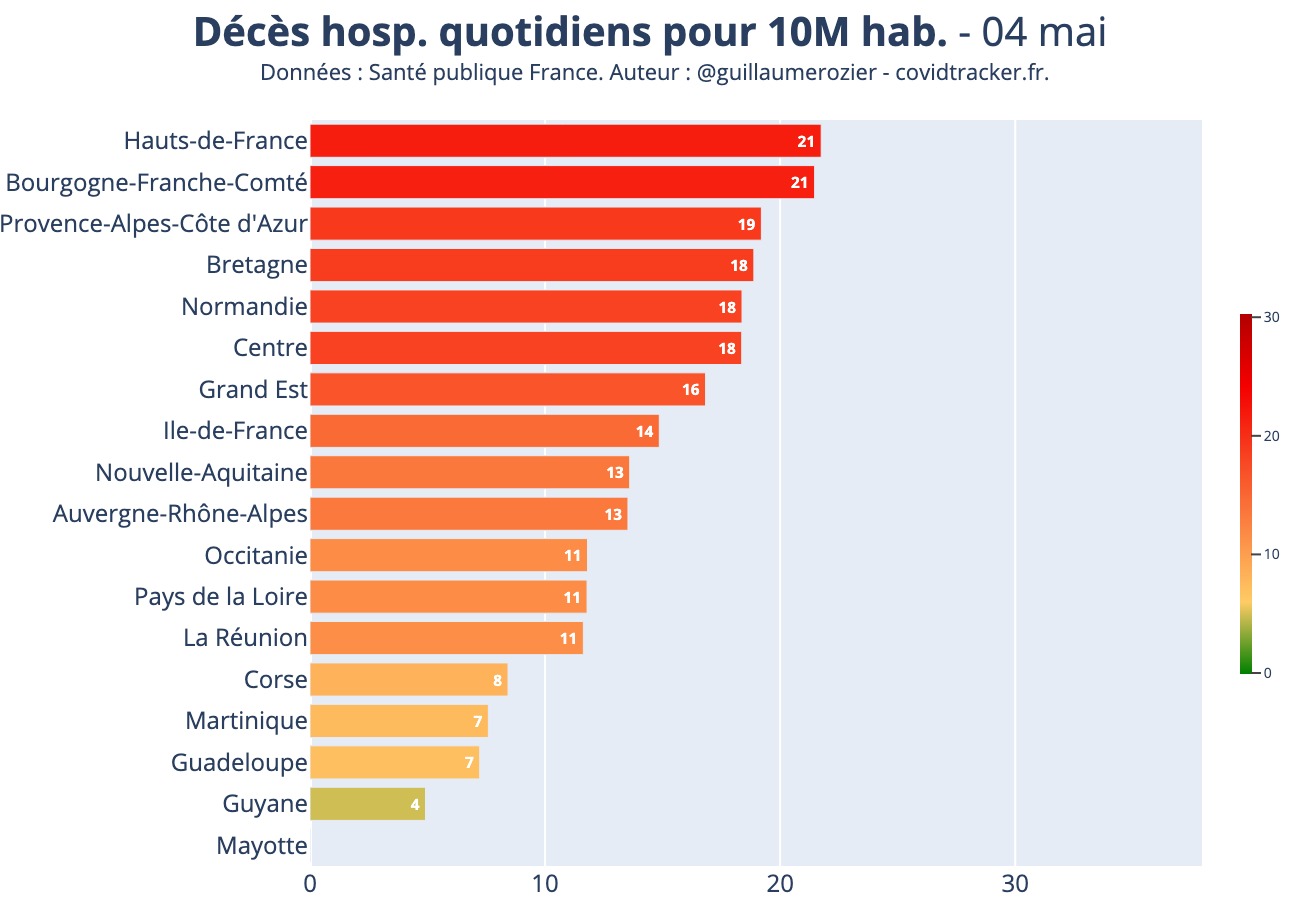 Décès hosp. quotidiens pour 10M hab. - 04 mai
Données : Santé publique France. Auteur : @guillaumerozier - covidtracker.fr.
Hauts-de-France 21
Bourgogne-Franche-Comté 21
Provence-Alpes-Côte d'Azur 19
Bretagne 18
Normandie 18
Centre 18
Grand Est 16
Ile-de-France 14
Nouvelle-Aquitaine 13
Auvergne-Rhône-Alpes 13
Occitanie 11
Pays de la Loire 11
La Réunion 11
Corse 8
Martinique 7
Guadeloupe 7
Guyane 4
Mayotte
0 10 20 30
30
20
10
0